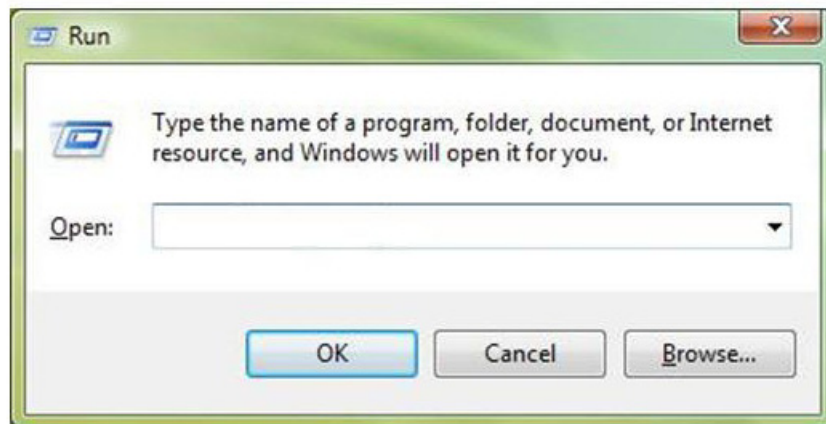 Run
Type the name of a program, folder, document, or Internet
resource, and Windows will open it for you.
Open:
OK Cancel Browse...